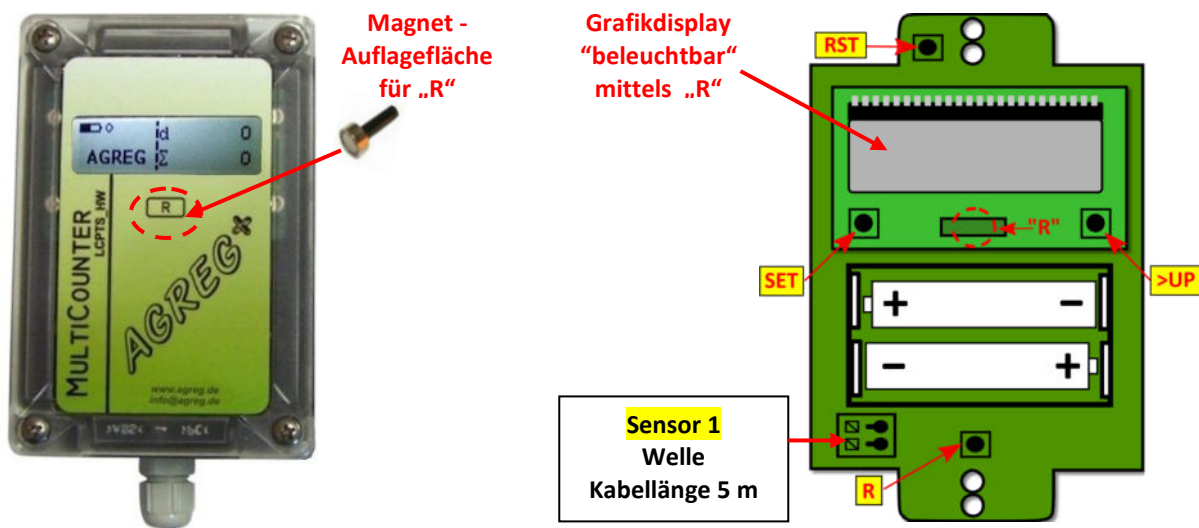 Magnet -
Auflagefläche
für „R“
Grafikdisplay
“beleuchtbar“
mittels „R“
d 0
AGREG Σ 0
R
MULTICOUNTER
LCPTS_HW
AGREG
www.agreg.de
info@agreg.de
RST
"R"
SET
>UP
+ −
− +
Sensor 1
Welle
Kabellänge 5 m
R